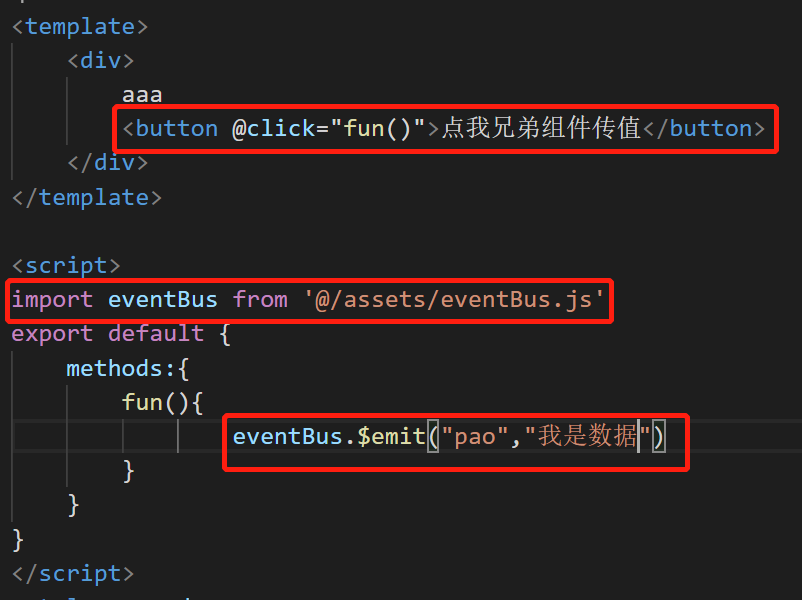 <template>
<div>
aaa
<button @click="fun()">点我兄弟组件传值</button>
</div>
</template>
<script>
import eventBus from '@/assets/eventBus.js'
export default {
methods:{
fun(){
eventBus.$emit("pao","我是数据")
}
}
}
</script>